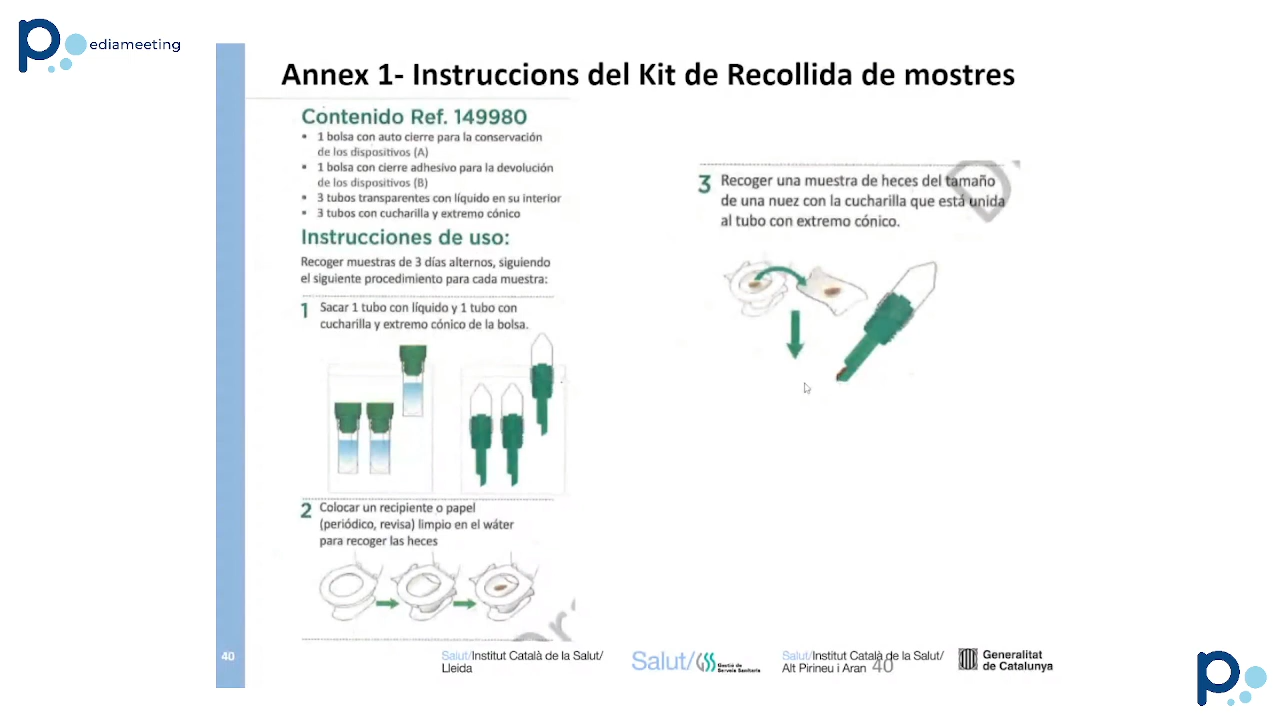 ediameeting
Annex 1- Instruccions del Kit de Recollida de mostres
Contenido Ref. 149980
• 1 bolsa con auto cierre para la conservación
de los dispositivos (A)
• 1 bolsa con cierre adhesivo para la devolución
de los dispositivos (B)
• 3 tubos transparentes con líquido en su interior
• 3 tubos con cucharilla y extremo cónico
Instrucciones de uso:
Recoger muestras de 3 días alternos, siguiendo
el siguiente procedimiento para cada muestra:
1 Sacar 1 tubo con líquido y 1 tubo con
cucharilla y extremo cónico de la bolsa.
2 Colocar un recipiente o papel
(periódico, revisa) limpio en el wáter
para recoger las heces
3 Recoger una muestra de heces del tamaño
de una nuez con la cucharilla que está unida
al tubo con extremo cónico.
40
Salut/Institut Català de la Salut/
Lleida
Salut/GSS Gestió de
Serveis Sanitaris
Salut/Institut Català de la Salut/
Alt Pirineu i Aran
40
Generalitat
de Catalunya